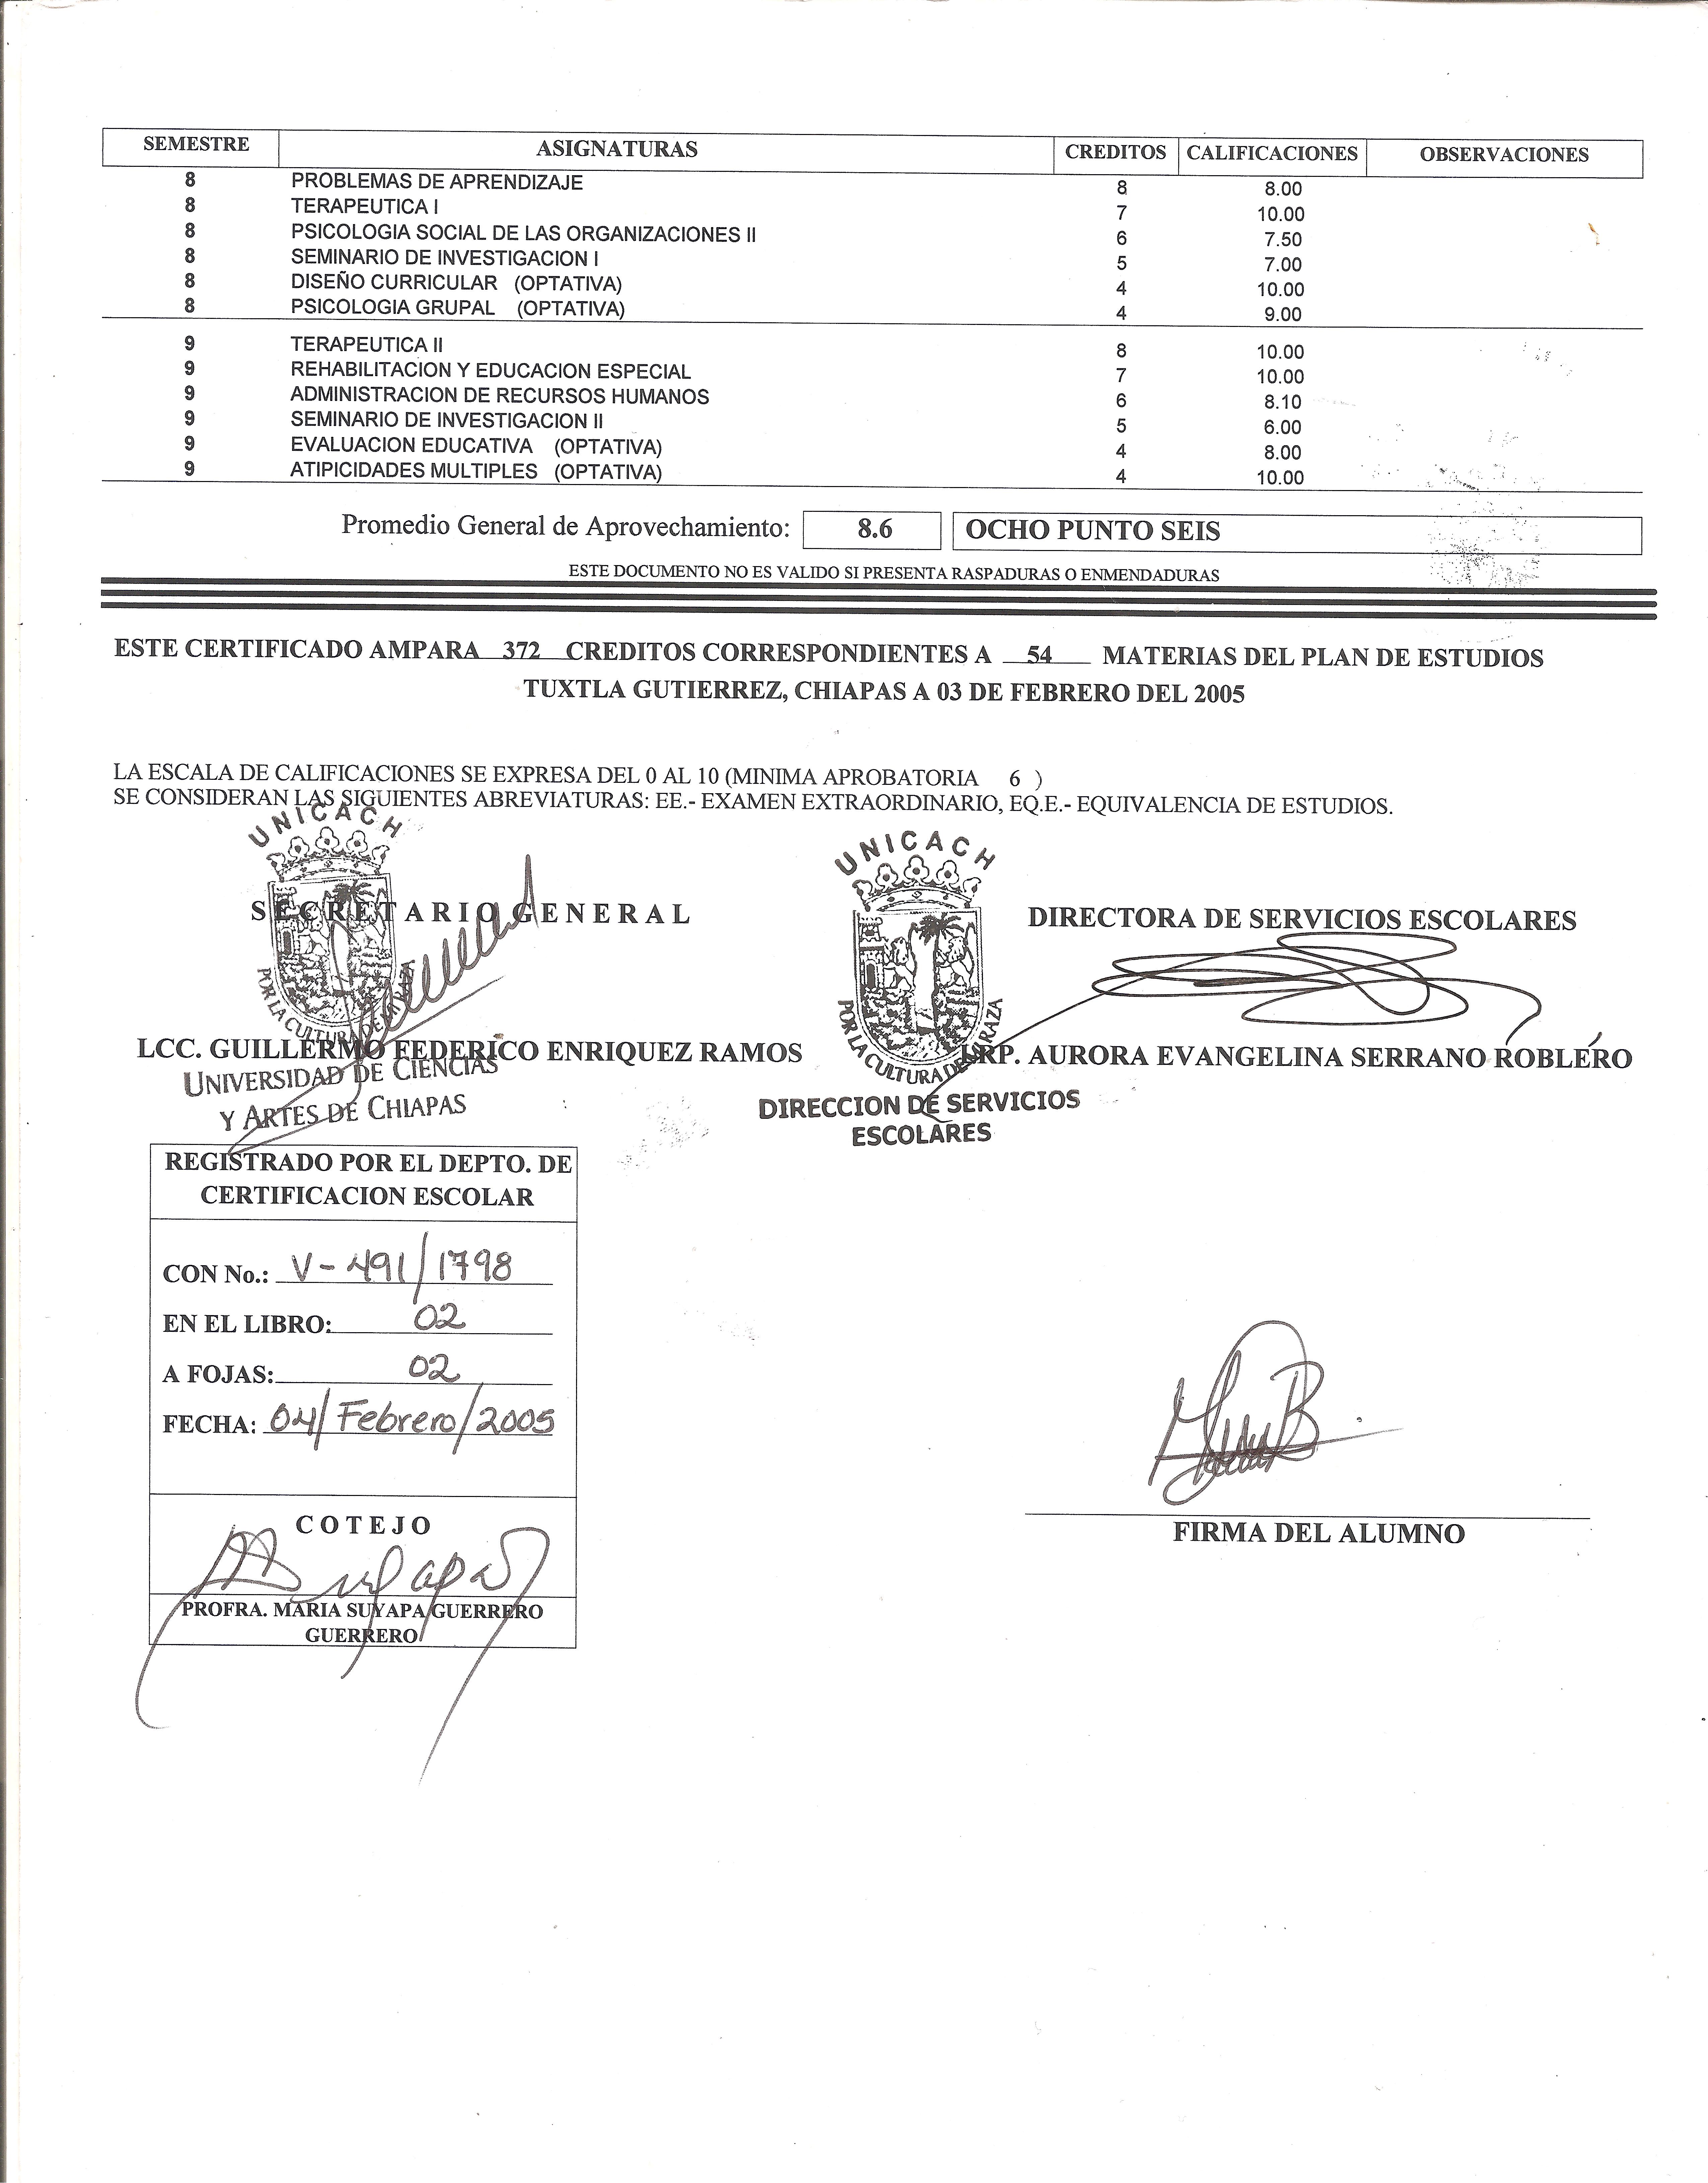 SEMESTRE ASIGNATURAS CREDITOS CALIFICACIONES OBSERVACIONES
8 PROBLEMAS DE APRENDIZAJE 8 8.00
8 TERAPEUTICA I 7 10.00
8 PSICOLOGIA SOCIAL DE LAS ORGANIZACIONES II 6 7.50
8 SEMINARIO DE INVESTIGACION I 5 7.00
8 DISEÑO CURRICULAR (OPTATIVA) 4 10.00
8 PSICOLOGIA GRUPAL (OPTATIVA) 4 9.00
9 TERAPEUTICA II 8 10.00
9 REHABILITACION Y EDUCACION ESPECIAL 7 10.00
9 ADMINISTRACION DE RECURSOS HUMANOS 6 8.10
9 SEMINARIO DE INVESTIGACION II 5 6.00
9 EVALUACION EDUCATIVA (OPTATIVA) 4 8.00
9 ATIPICIDADES MULTIPLES (OPTATIVA) 4 10.00
Promedio General de Aprovechamiento: 8.6 OCHO PUNTO SEIS
ESTE DOCUMENTO NO ES VALIDO SI PRESENTA RASPADURAS O ENMENDADURAS
ESTE CERTIFICADO AMPARA 372 CREDITOS CORRESPONDIENTES A 54 MATERIAS DEL PLAN DE ESTUDIOS
TUXTLA GUTIERREZ, CHIAPAS A 03 DE FEBRERO DEL 2005
LA ESCALA DE CALIFICACIONES SE EXPRESA DEL 0 AL 10 (MINIMA APROBATORIA 6 )
SE CONSIDERAN LAS SIGUIENTES ABREVIATURAS: EE.- EXAMEN EXTRAORDINARIO, EQ.E.- EQUIVALENCIA DE ESTUDIOS.
UNICACH
SECRETARIO GENERAL
POR LA CULTURA DE MI RAZA
LCC. GUILLERMO FEDERICO ENRIQUEZ RAMOS
UNIVERSIDAD DE CIENCIAS
Y ARTES DE CHIAPAS
UNICACH
DIRECTORA DE SERVICIOS ESCOLARES
POR LA CULTURA DE MI RAZA
LRP. AURORA EVANGELINA SERRANO ROBLERO
DIRECCION DE SERVICIOS
ESCOLARES
REGISTRADO POR EL DEPTO. DE
CERTIFICACION ESCOLAR
CON No.: V-491/1798
EN EL LIBRO: 02
A FOJAS: 02
FECHA: 04/Febrero/2005
COTEJO
PROFRA. MARIA SUYAPA GUERRERO
GUERRERO
FIRMA DEL ALUMNO